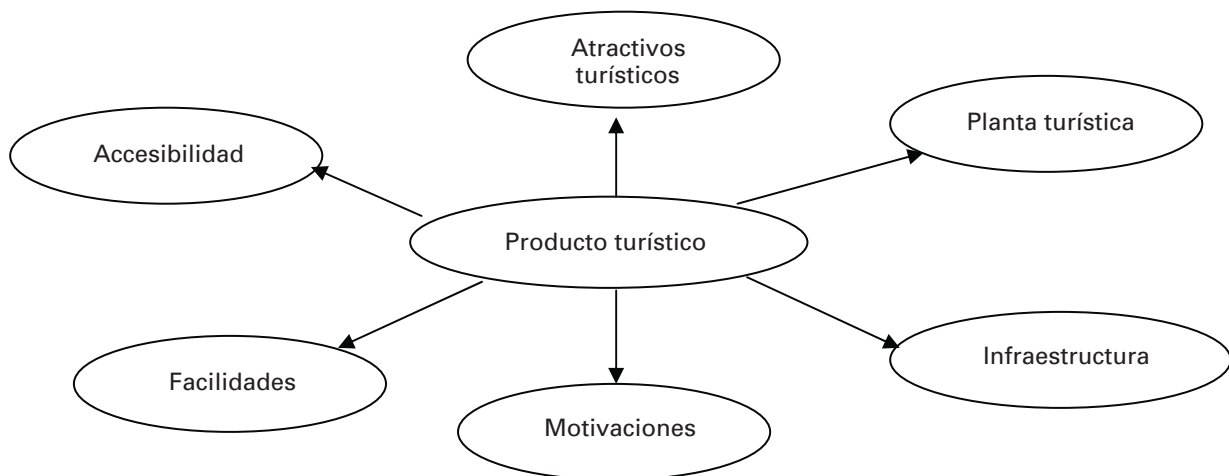 Atractivos
turísticos
Planta turística
Accesibilidad
Producto turístico
Infraestructura
Facilidades
Motivaciones